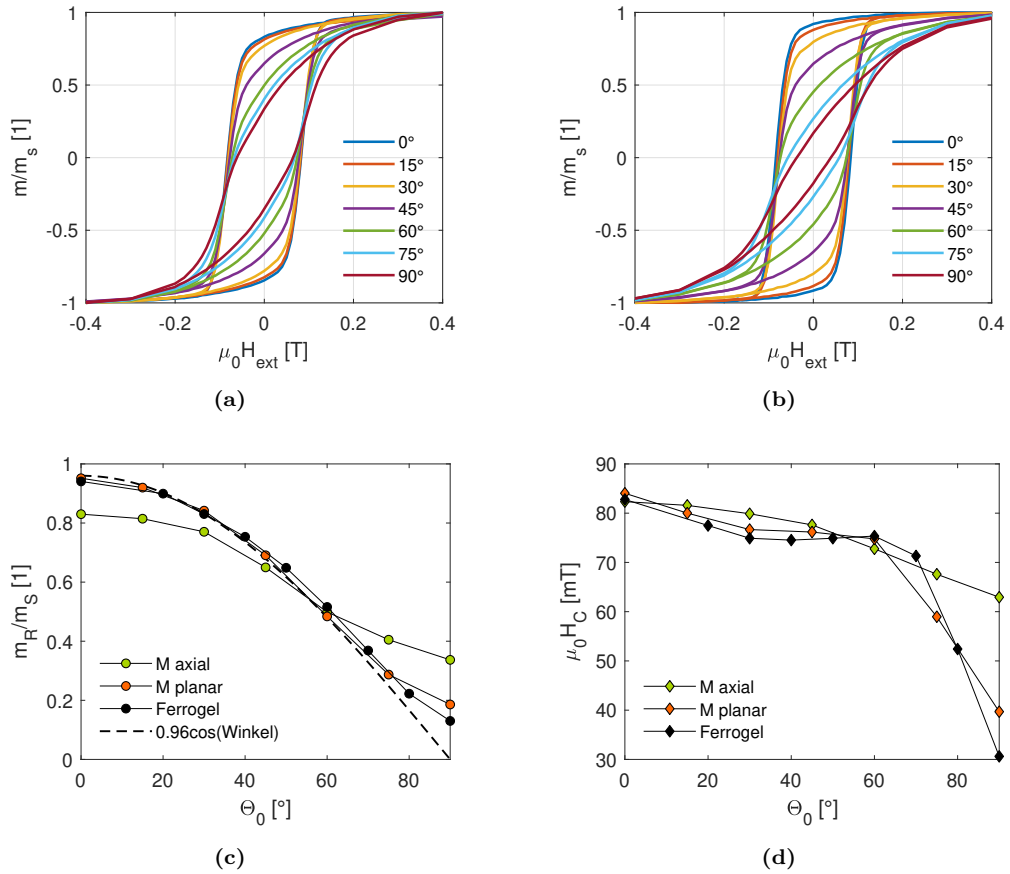 1
0.5
0
-0.5
-1
m/m_s [1]
0°
15°
30°
45°
60°
75°
90°
-0.4 -0.2 0 0.2 0.4
μ_0H_ext [T]
(a)
1
0.5
0
-0.5
-1
m/m_s [1]
0°
15°
30°
45°
60°
75°
90°
-0.4 -0.2 0 0.2 0.4
μ_0H_ext [T]
(b)
1
0.8
0.6
0.4
0.2
0
m_R/m_S [1]
M axial
M planar
Ferrogel
0.96cos(Winkel)
0 20 40 60 80
Θ_0 [°]
(c)
90
80
70
60
50
40
30
μ_0H_C [mT]
M axial
M planar
Ferrogel
0 20 40 60 80
Θ_0 [°]
(d)